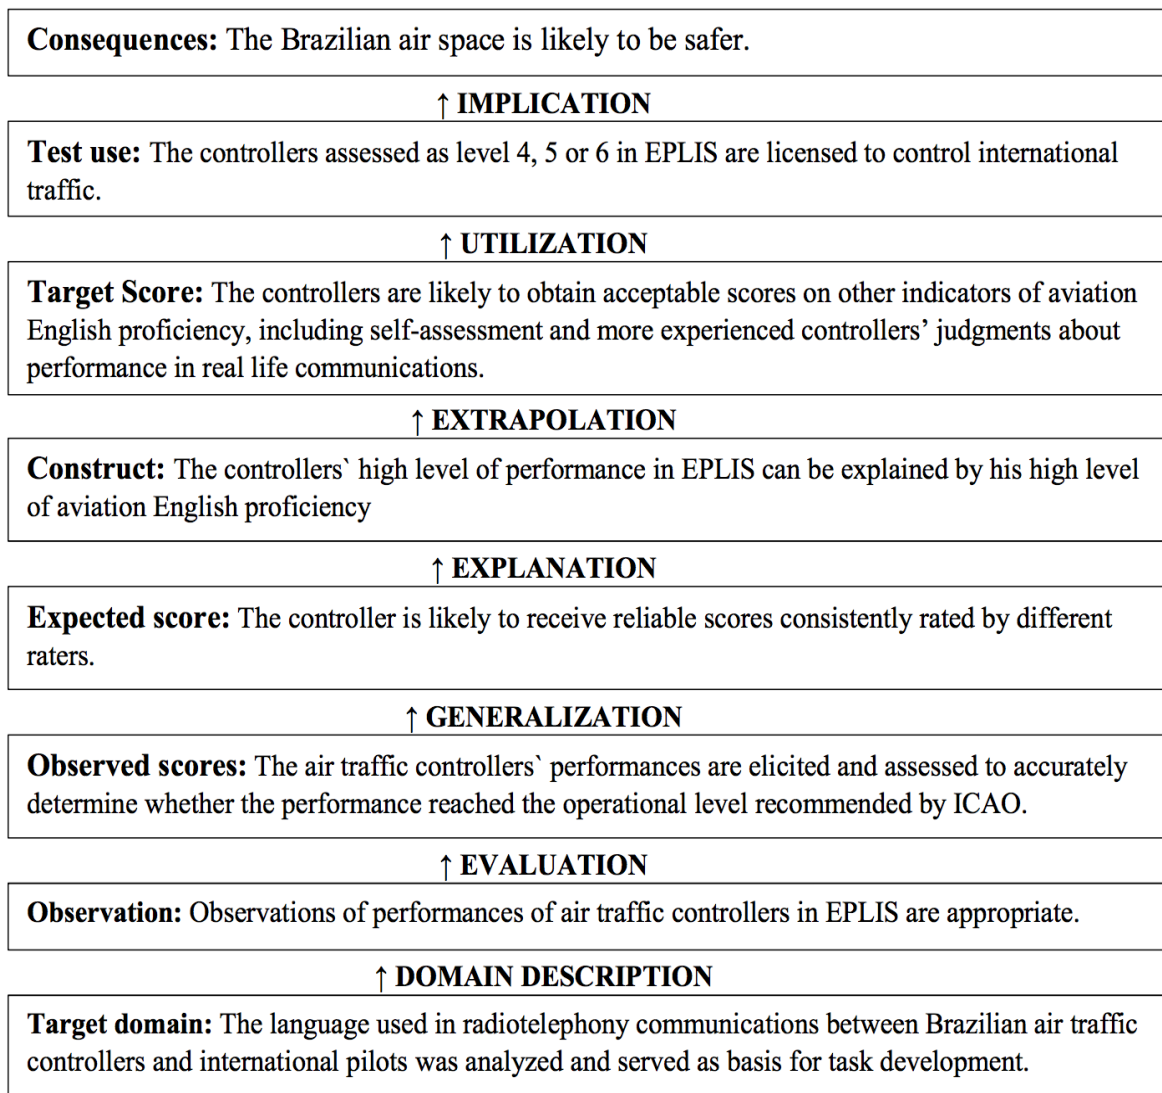 Consequences: The Brazilian air space is likely to be safer.
↑ IMPLICATION
Test use: The controllers assessed as level 4, 5 or 6 in EPLIS are licensed to control international
traffic.
↑ UTILIZATION
Target Score: The controllers are likely to obtain acceptable scores on other indicators of aviation
English proficiency, including self-assessment and more experienced controllers’ judgments about
performance in real life communications.
↑ EXTRAPOLATION
Construct: The controllers` high level of performance in EPLIS can be explained by his high level
of aviation English proficiency
↑ EXPLANATION
Expected score: The controller is likely to receive reliable scores consistently rated by different
raters.
↑ GENERALIZATION
Observed scores: The air traffic controllers` performances are elicited and assessed to accurately
determine whether the performance reached the operational level recommended by ICAO.
↑ EVALUATION
Observation: Observations of performances of air traffic controllers in EPLIS are appropriate.
↑ DOMAIN DESCRIPTION
Target domain: The language used in radiotelephony communications between Brazilian air traffic
controllers and international pilots was analyzed and served as basis for task development.